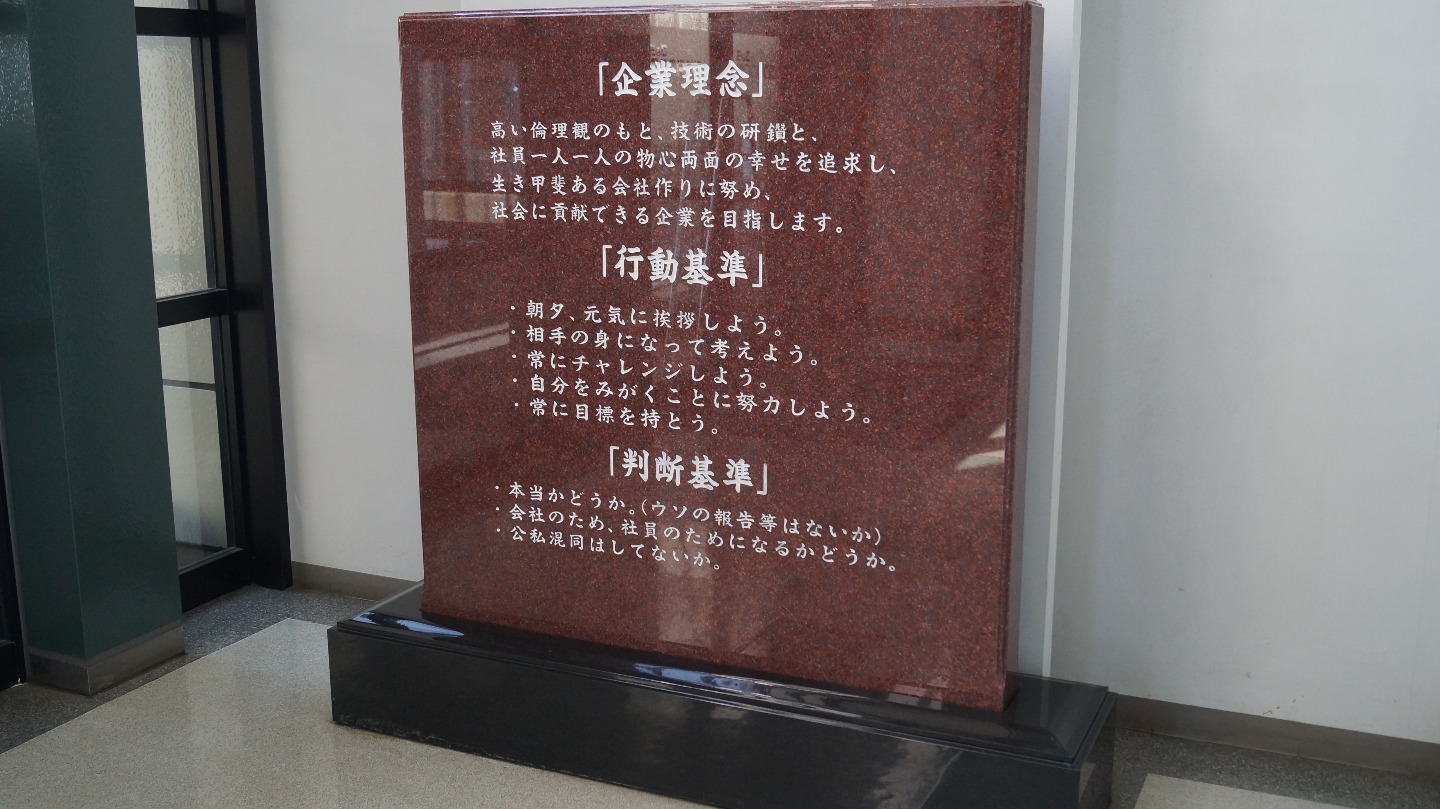 「企業理念」
高い倫理観のもと、技術の研鑽と、
社員一人一人の物心両面の幸せを追求し、
生き甲斐ある会社作りに努め、
社会に貢献できる企業を目指します。
「行動基準」
・朝夕、元気に挨拶しよう。
・相手の身になって考えよう。
・常にチャレンジしよう。
・自分をみがくことに努力しよう。
・常に目標を持とう。
「判断基準」
・本当かどうか。(ウソの報告等はないか)
・会社のため、社員のためになるかどうか。
・公私混同はしてないか。